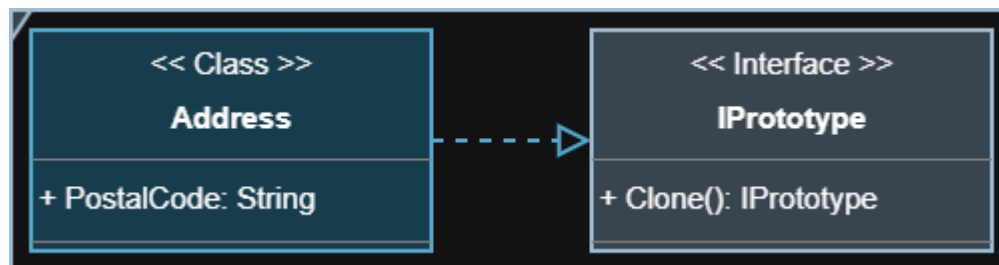 << Class >>
Address
+ PostalCode: String
<< Interface >>
IPrototype
+ Clone(): IPrototype